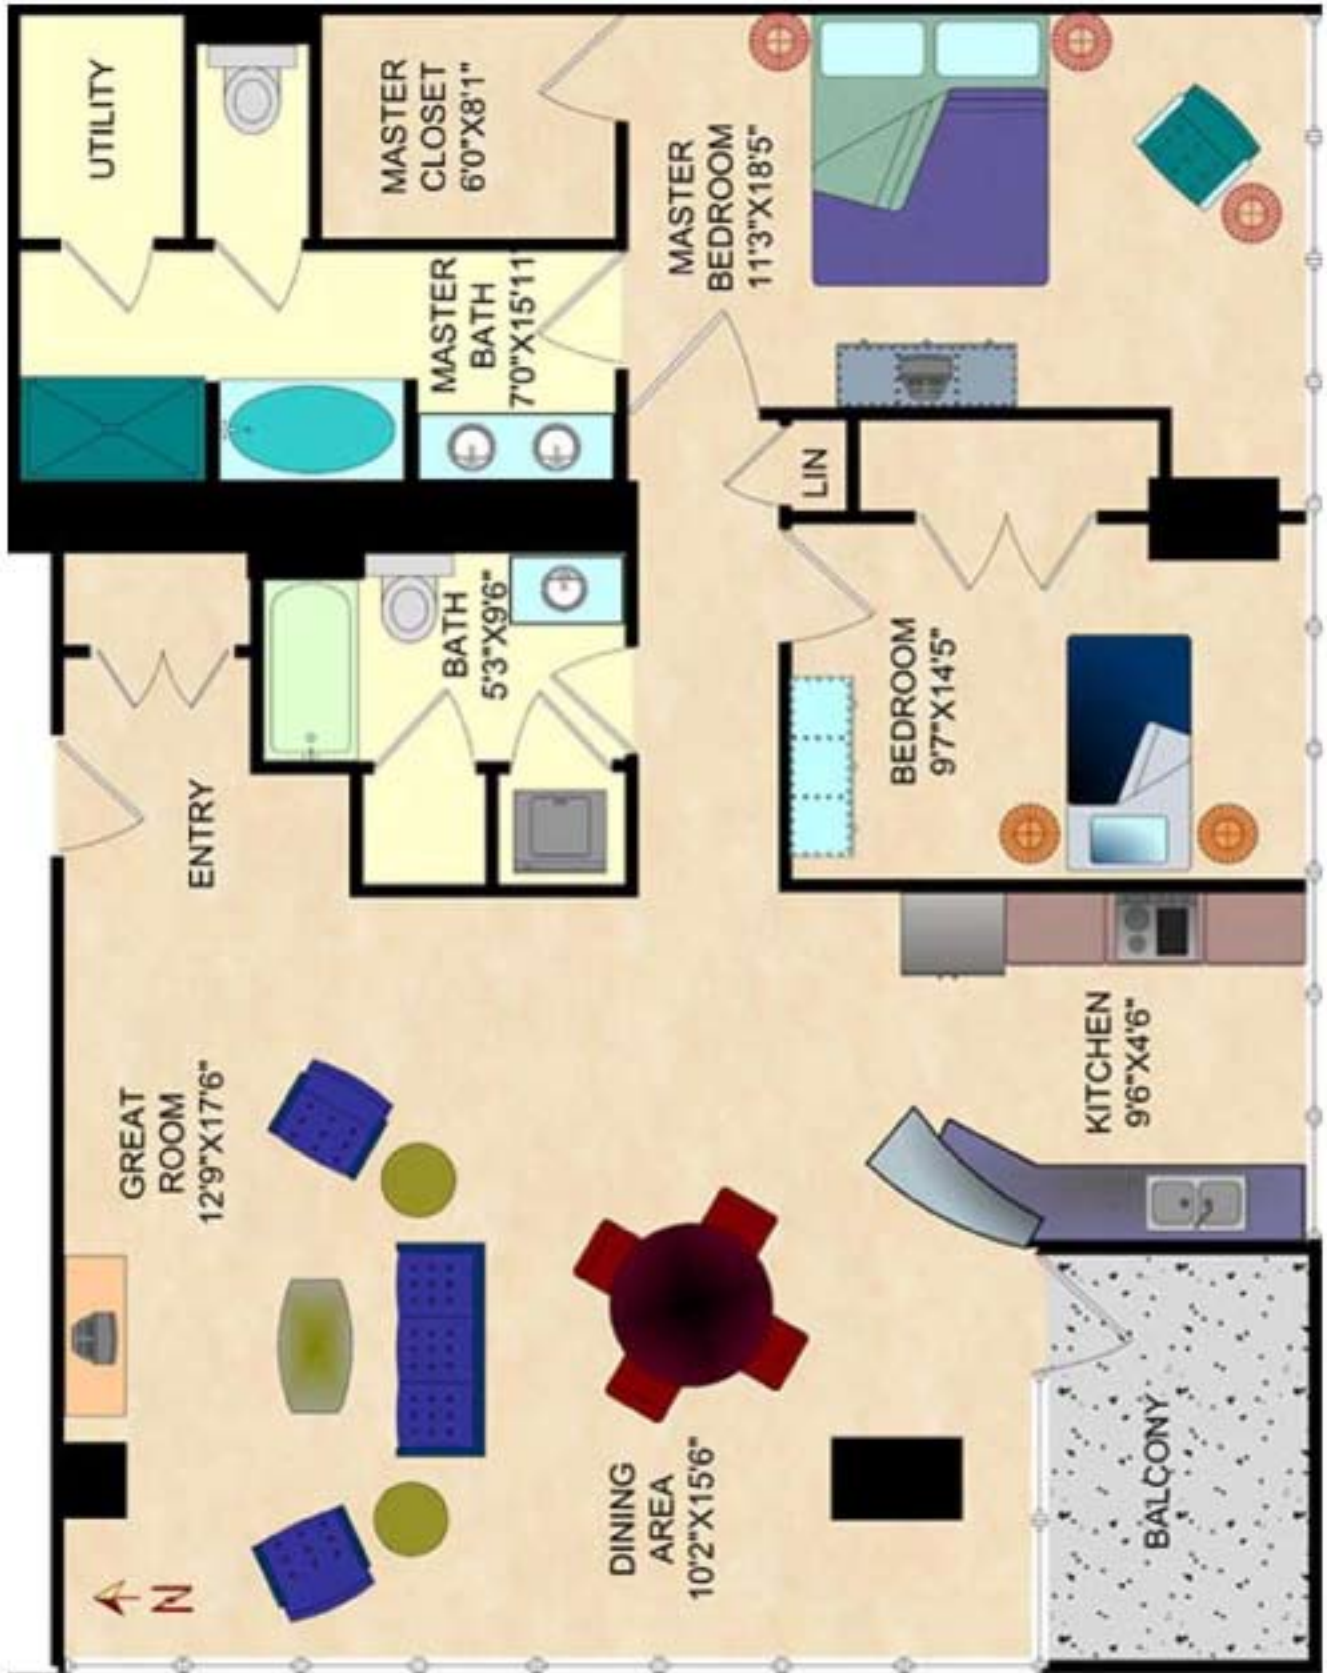 UTILITY
MASTER
CLOSET
6'0"X8'1"
MASTER
BATH
7'0"X15'11
MASTER
BEDROOM
11'3"X18'5"
LIN
BATH
5'3"X9'6"
BEDROOM
9'7"X14'5"
ENTRY
GREAT
ROOM
12'9"X17'6"
KITCHEN
9'6"X4'6"
DINING
AREA
10'2"X15'6"
BALCONY
N